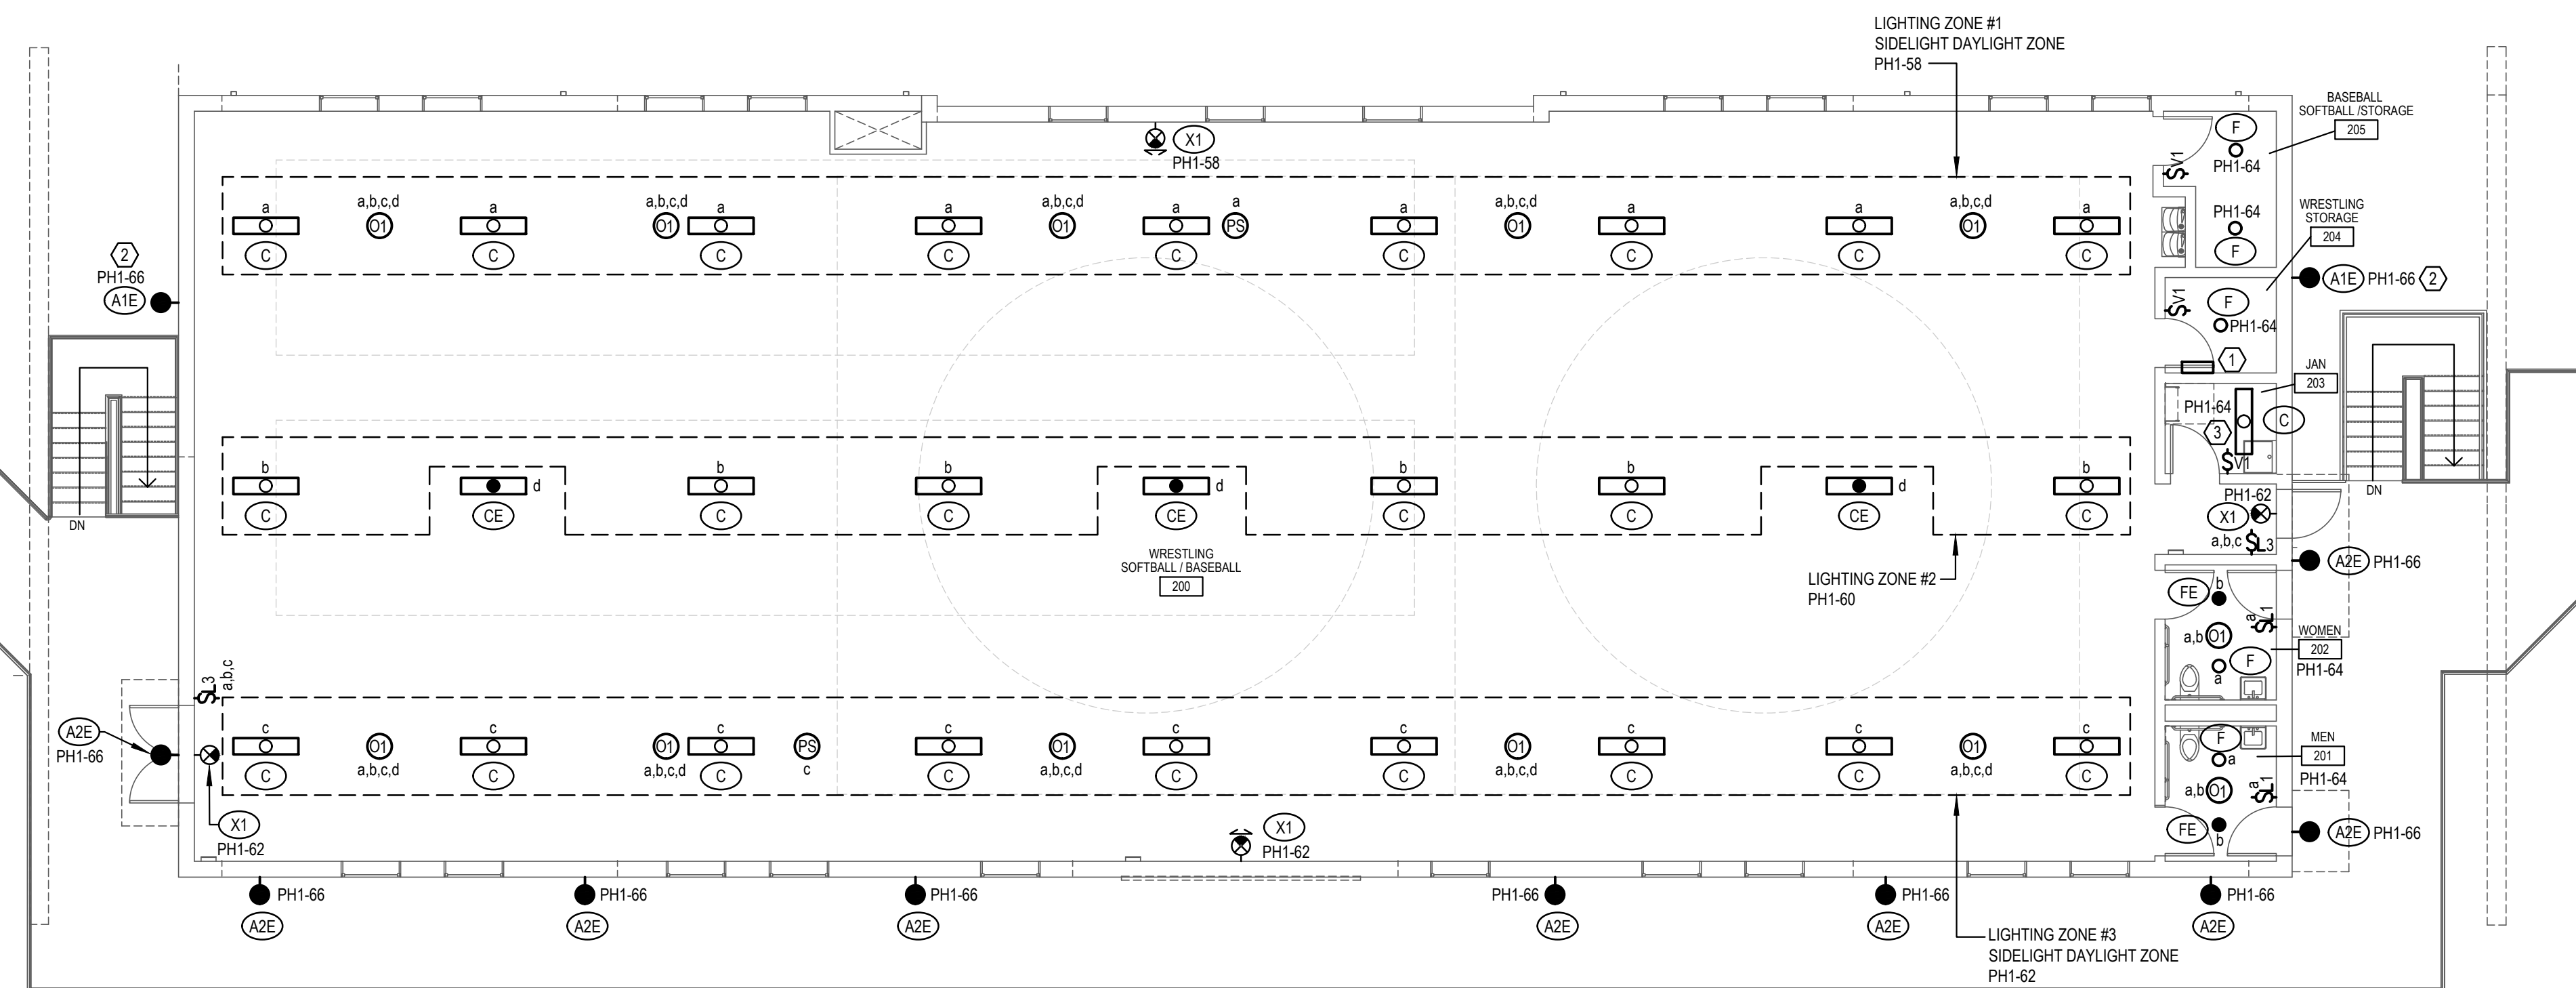 LIGHTING ZONE #1
SIDELIGHT DAYLIGHT ZONE
PH1-58
BASEBALL
SOFTBALL /STORAGE
205
X1
PH1-58
F
PH1-64
$V1
PH1-64
F
WRESTLING
STORAGE
204
a
a,b,c,d
a
a,b,c,d
a
a
a,b,c,d
a
a
a
a,b,c,d
a
a
a,b,c,d
a
O1
O1
O1
PS
O1
O1
C
C
C
C
C
C
C
C
C
2
PH1-66
A1E
A1E
PH1-66
2
$V1
F
PH1-64
1
JAN
203
PH1-64
C
3
$V1
b
d
b
b
d
b
b
d
b
C
CE
C
C
CE
C
C
CE
C
DN
DN
PH1-62
X1
a,b,c
$L3
WRESTLING
SOFTBALL / BASEBALL
200
LIGHTING ZONE #2
PH1-60
A2E
PH1-66
FE
b
a
$L1
a,b
O1
WOMEN
202
PH1-64
F
a
$L3
a,b,c
A2E
PH1-66
c
c
c
c
c
c
c
c
c
O1
O1
PS
O1
O1
O1
a,b,c,d
a,b,c,d
c
a,b,c,d
a,b,c,d
a,b,c,d
C
C
C
C
C
C
C
C
C
F
a
MEN
201
PH1-64
a,b
O1
a
$L1
FE
b
A2E
PH1-66
X1
PH1-62
X1
PH1-62
PH1-66
PH1-66
PH1-66
PH1-66
PH1-66
PH1-66
A2E
A2E
A2E
A2E
A2E
A2E
LIGHTING ZONE #3
SIDELIGHT DAYLIGHT ZONE
PH1-62